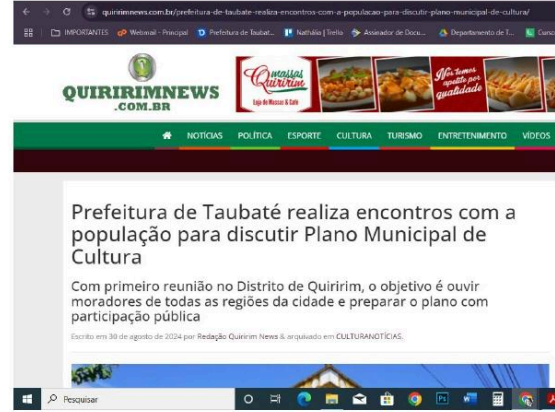 quiririmnews.com.br/prefeitura-de-taubate-realiza-encontros-com-a-populacao-para-discutir-plano-municipal-de-cultura/
IMPORTANTES Webmail - Principal Prefeitura de Taubat... Nathália | Trello Assinador de Docu... Departamento de T... Curso
QUIRIRIMNEWS
.COM.BR
massas
Quiririm
Loja de Massas & Café
Nós temos
apetite por
qualidade
NOTÍCIAS POLÍTICA ESPORTE CULTURA TURISMO ENTRETENIMENTO VÍDEOS
Prefeitura de Taubaté realiza encontros com a
população para discutir Plano Municipal de
Cultura
Com primeiro reunião no Distrito de Quiririm, o objetivo é ouvir
moradores de todas as regiões da cidade e preparar o plano com
participação pública
Escrito em 30 de agosto de 2024 por Redação Quiririm News & arquivado em CULTURANOTÍCIAS.
Pesquisar